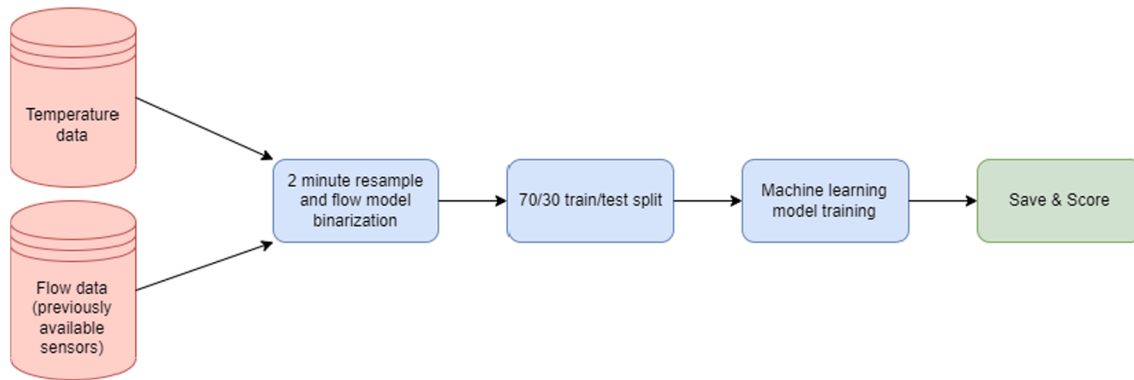 Temperature
data
Flow data
(previously
available
sensors)
2 minute resample
and flow model
binarization
70/30 train/test split
Machine learning
model training
Save & Score